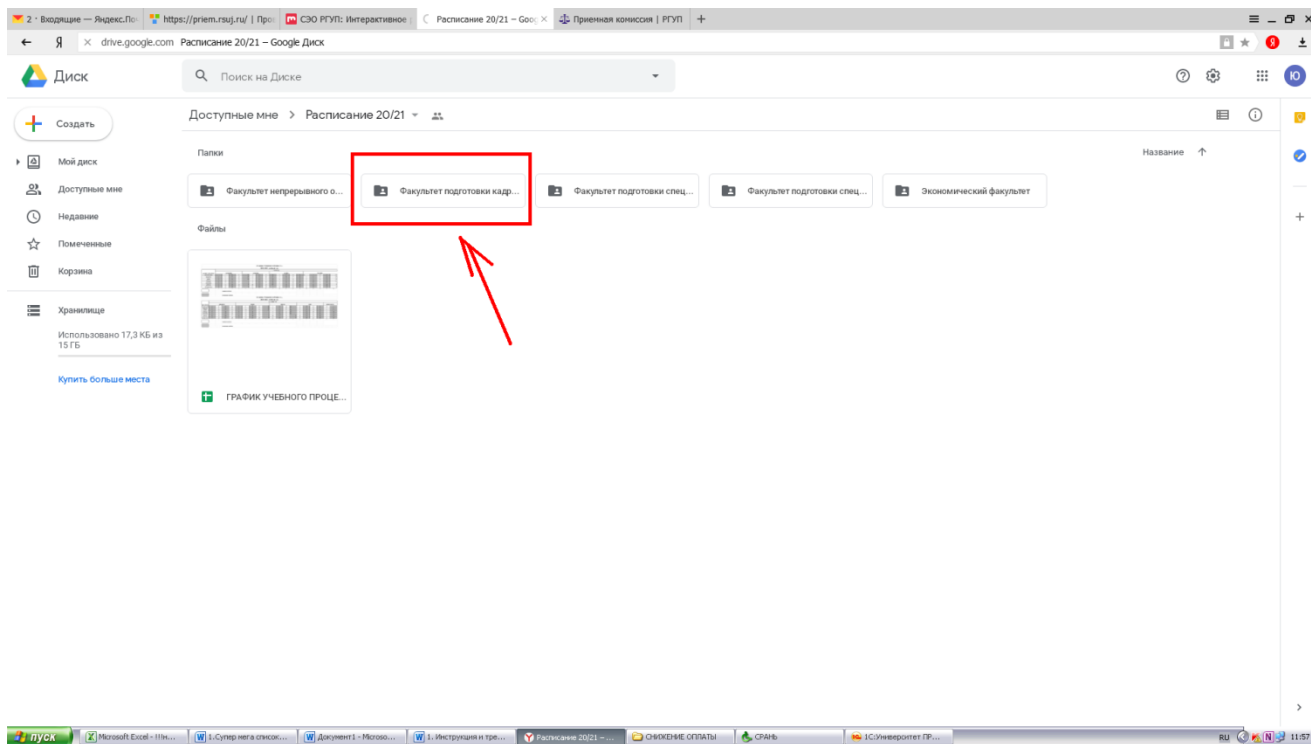 2 · Входящие — Яндекс.По
https://priem.rsuj.ru/ | Про
СЭО РГУП: Интерактивное
Расписание 20/21 – Goo
Приемная комиссия | РГУП
drive.google.com Расписание 20/21 – Google Диск
Диск
Поиск на Диске
Ю
Создать
Доступные мне > Расписание 20/21
Мой диск
Доступные мне
Недавние
Помеченные
Корзина
Хранилище
Использовано 17,3 КБ из
15 ГБ
Купить больше места
Папки
Название
Факультет непрерывного о...
Факультет подготовки кадр...
Факультет подготовки спец...
Факультет подготовки спец...
Экономический факультет
Файлы
ГРАФИК УЧЕБНОГО ПРОЦЕ...
пуск
Microsoft Excel - !!!н...
1.Супер мега список...
Документ1 - Microso...
1. Инструкция и тре...
Расписание 20/21 – ...
СНИЖЕНИЕ ОПЛАТЫ
СРАНЬ
1С:Университет ПР...
RU
11:57